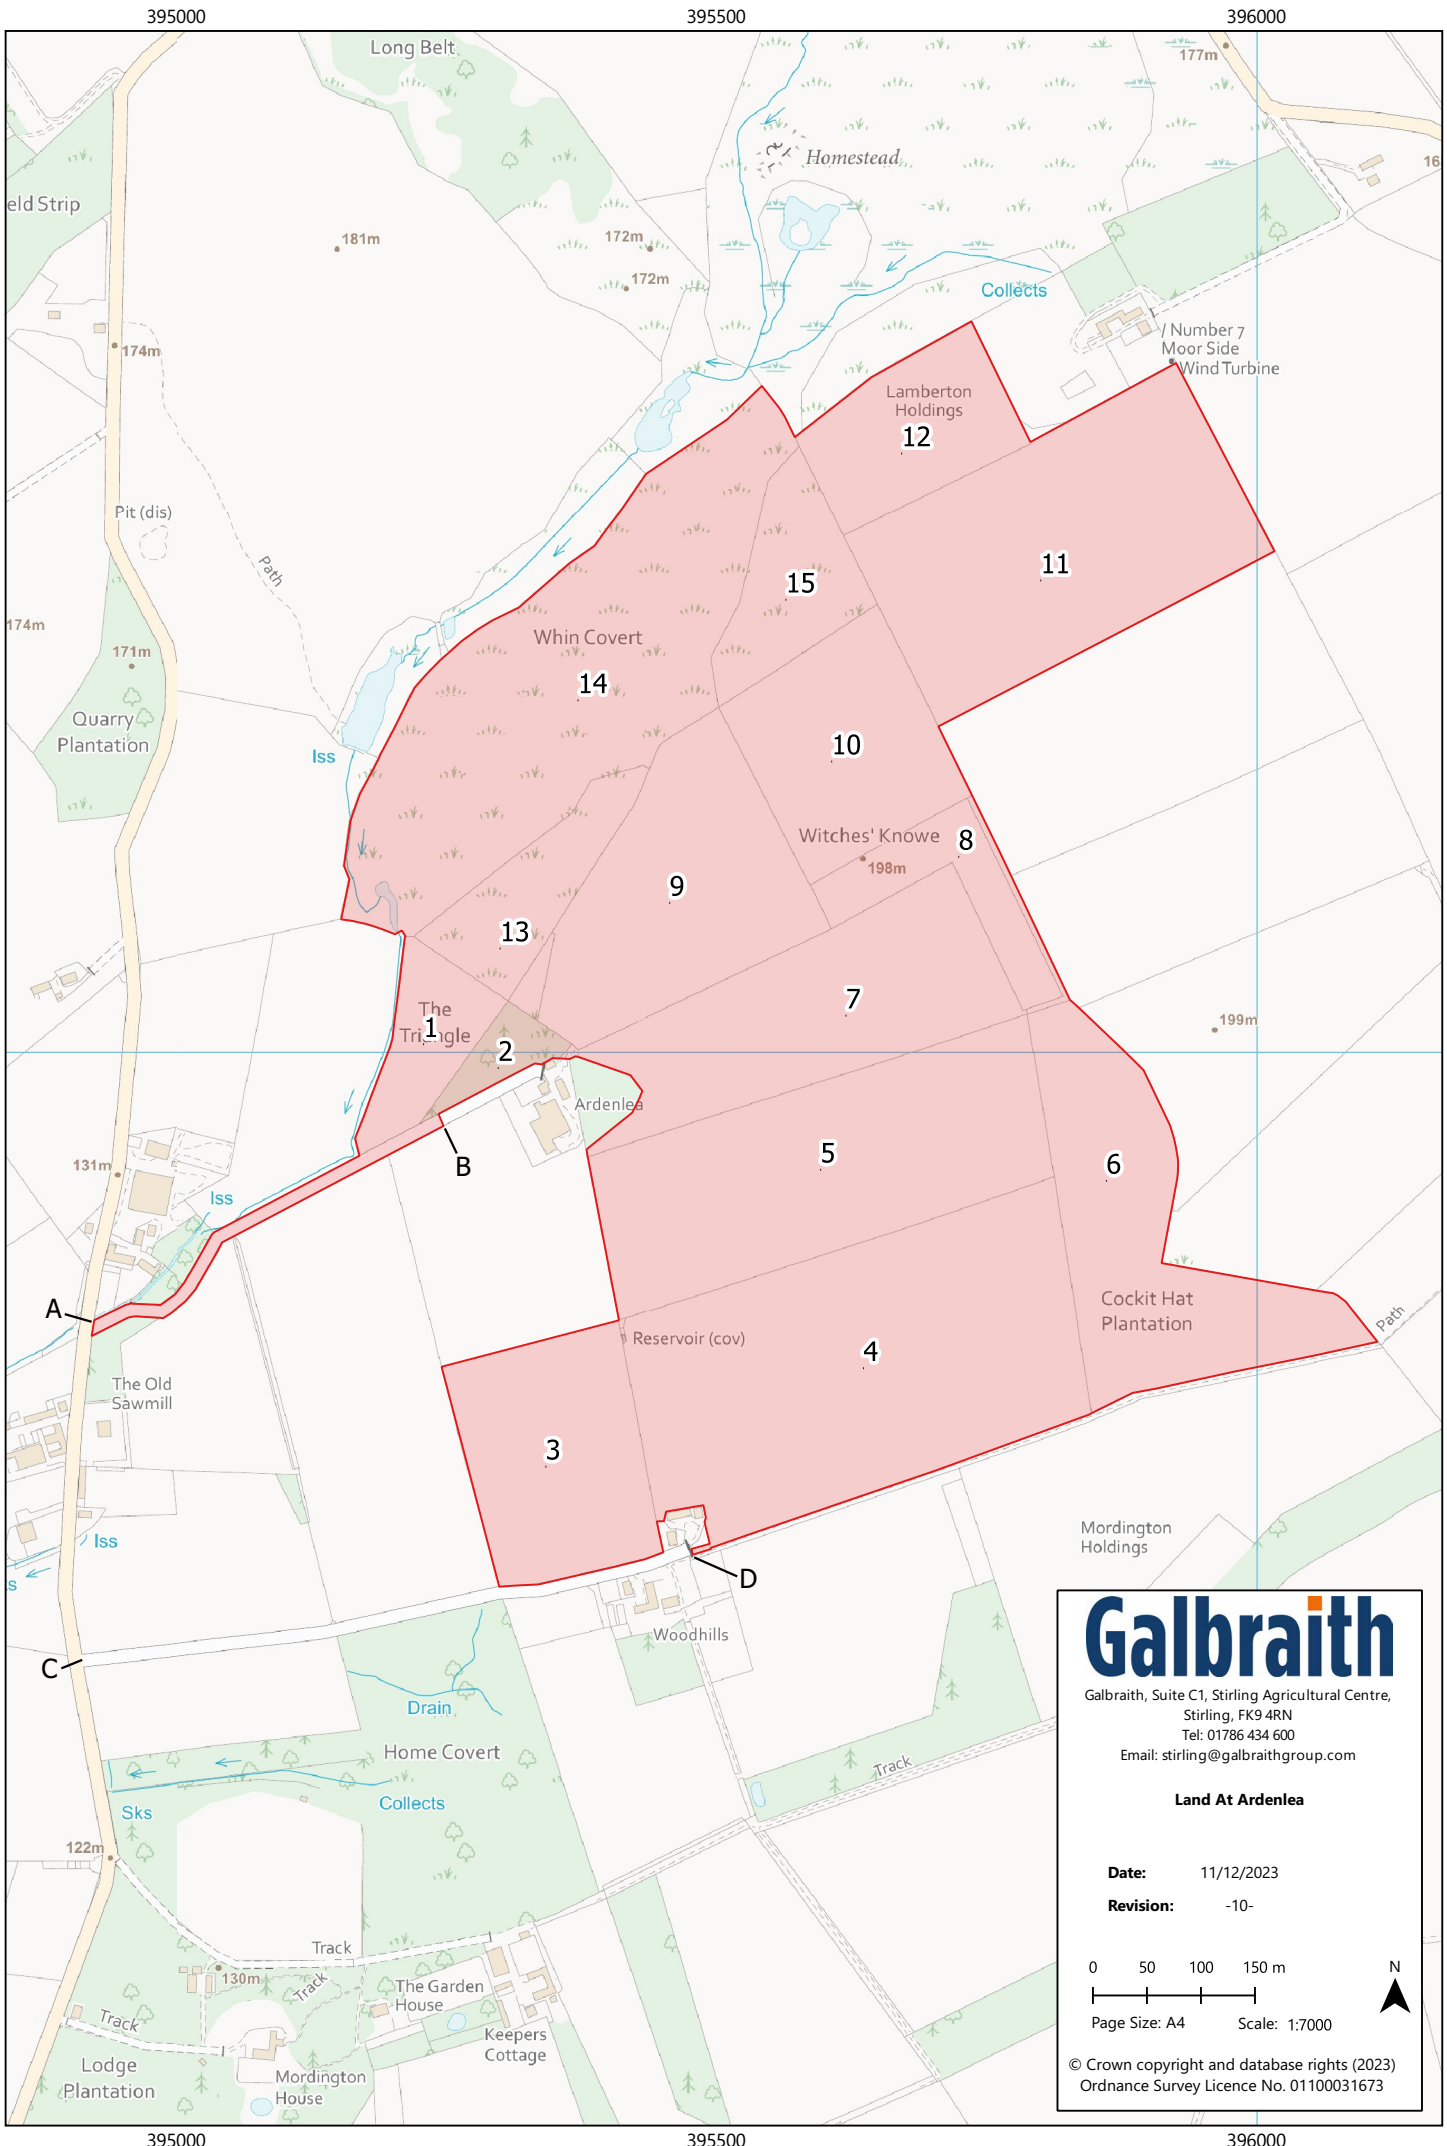 395000
395500
396000
Long Belt
177m
Homestead
16
eld Strip
181m
172m
172m
Collects
174m
Number 7
Moor Side
Wind Turbine
Lamberton
Holdings
12
Pit (dis)
Path
11
15
174m
Whin Covert
171m
14
Quarry
Plantation
Iss
10
Witches' Knowe
8
198m
9
13
7
The
Triangle
1
199m
2
Ardenlea
B
5
6
131m
Iss
A
Cockit Hat
Plantation
Path
Reservoir (cov)
4
The Old
Sawmill
3
Iss
s
Mordington
Holdings
D
Woodhills
C
Drain
Home Covert
Track
Collects
Sks
122m
Track
130m
Track
The Garden
House
Track
Keepers
Cottage
Lodge
Plantation
Mordington
House
Galbraith
Galbraith, Suite C1, Stirling Agricultural Centre,
Stirling, FK9 4RN
Tel: 01786 434 600
Email: stirling@galbraithgroup.com
Land At Ardenlea
Date: 11/12/2023
Revision: -10-
0 50 100 150 m
N
Page Size: A4 Scale: 1:7000
© Crown copyright and database rights (2023)
Ordnance Survey Licence No. 01100031673
395000
395500
396000